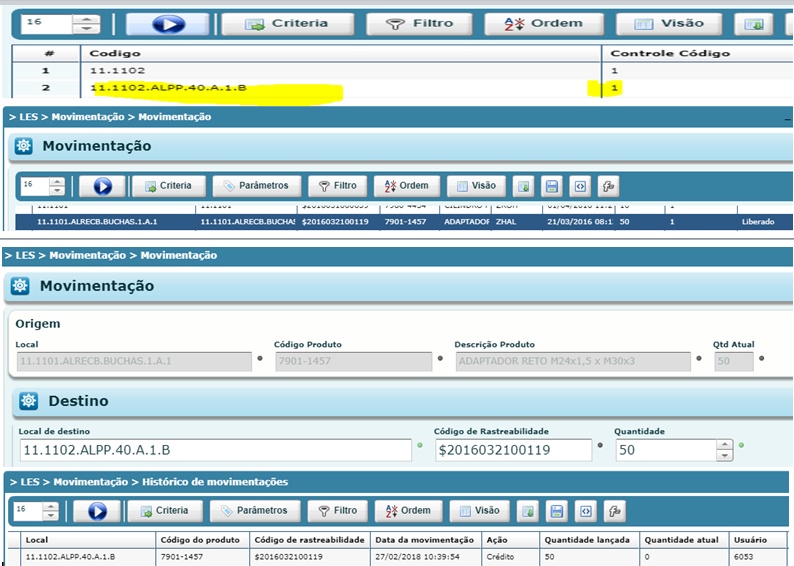 16 Criteria Filtro Ordem Visão
# Codigo Controle Código
1 11.1102 1
2 11.1102.ALPP.40.A.1.B 1
> LES > Movimentação > Movimentação
Movimentação
16 Criteria Parâmetros Filtro Ordem Visão
11.1101.ALRECB.BUCHAS.1.A.1 11.1101.ALRECB.BUCHAS $2016032100119 7901-1457 ADAPTADOR ZHAL 21/03/2016 08:1 50 1 Liberado
> LES > Movimentação > Movimentação
Movimentação
Origem
Local Código Produto Descrição Produto Qtd Atual
11.1101.ALRECB.BUCHAS.1.A.1 7901-1457 ADAPTADOR RETO M24x1,5 x M30x3 50
Destino
Local de destino Código de Rastreabilidade Quantidade
11.1102.ALPP.40.A.1.B $2016032100119 50
> LES > Movimentação > Histórico de movimentações
16 Criteria Parâmetros Filtro Ordem Visão
Local Código do produto Código de rastreabilidade Data da movimentação Ação Quantidade lançada Quantidade atual Usuário
11.1102.ALPP.40.A.1.B 7901-1457 $2016032100119 27/02/2018 10:39:54 Crédito 50 0 6053